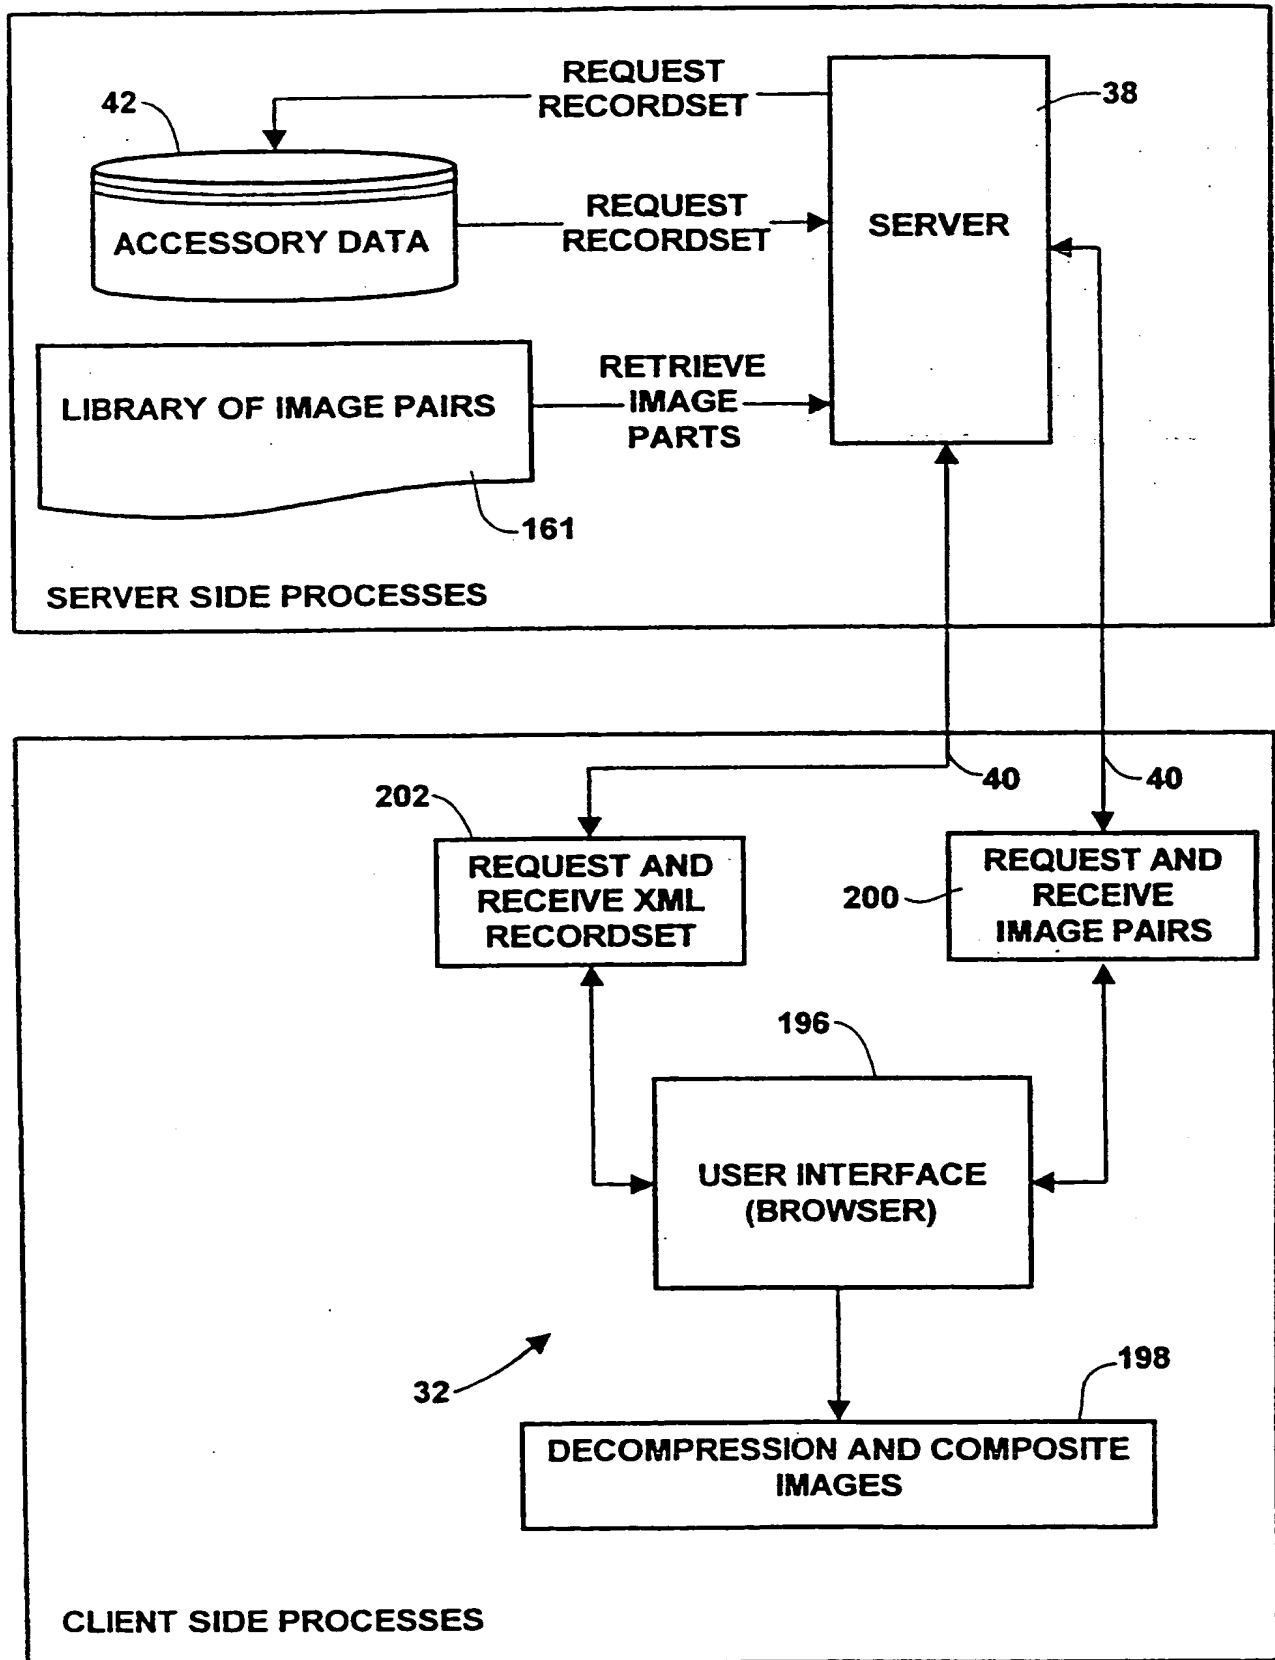 REQUEST
RECORDSET
42
38
ACCESSORY DATA
REQUEST
RECORDSET
SERVER
LIBRARY OF IMAGE PAIRS
RETRIEVE
IMAGE
PARTS
161
SERVER SIDE PROCESSES
40
40
202
REQUEST AND
RECEIVE XML
RECORDSET
200
REQUEST AND
RECEIVE
IMAGE PAIRS
196
USER INTERFACE
(BROWSER)
32
198
DECOMPRESSION AND COMPOSITE
IMAGES
CLIENT SIDE PROCESSES